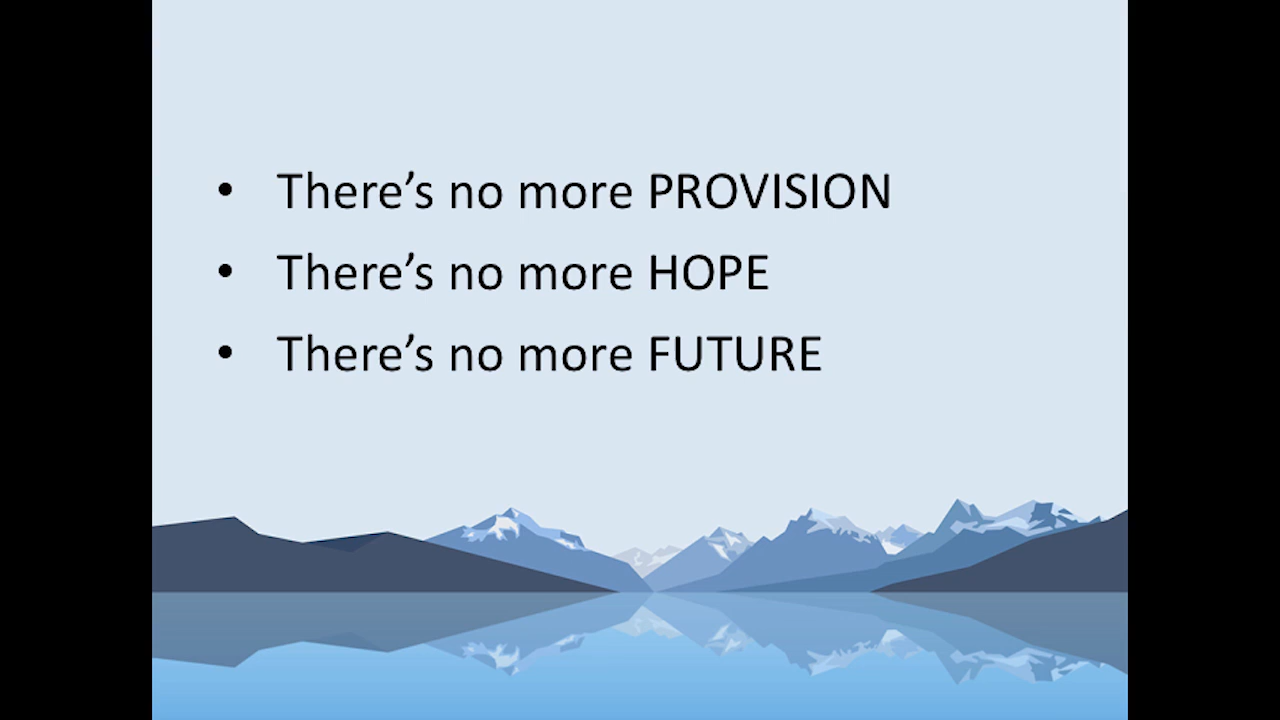 • There’s no more PROVISION
• There’s no more HOPE
• There’s no more FUTURE